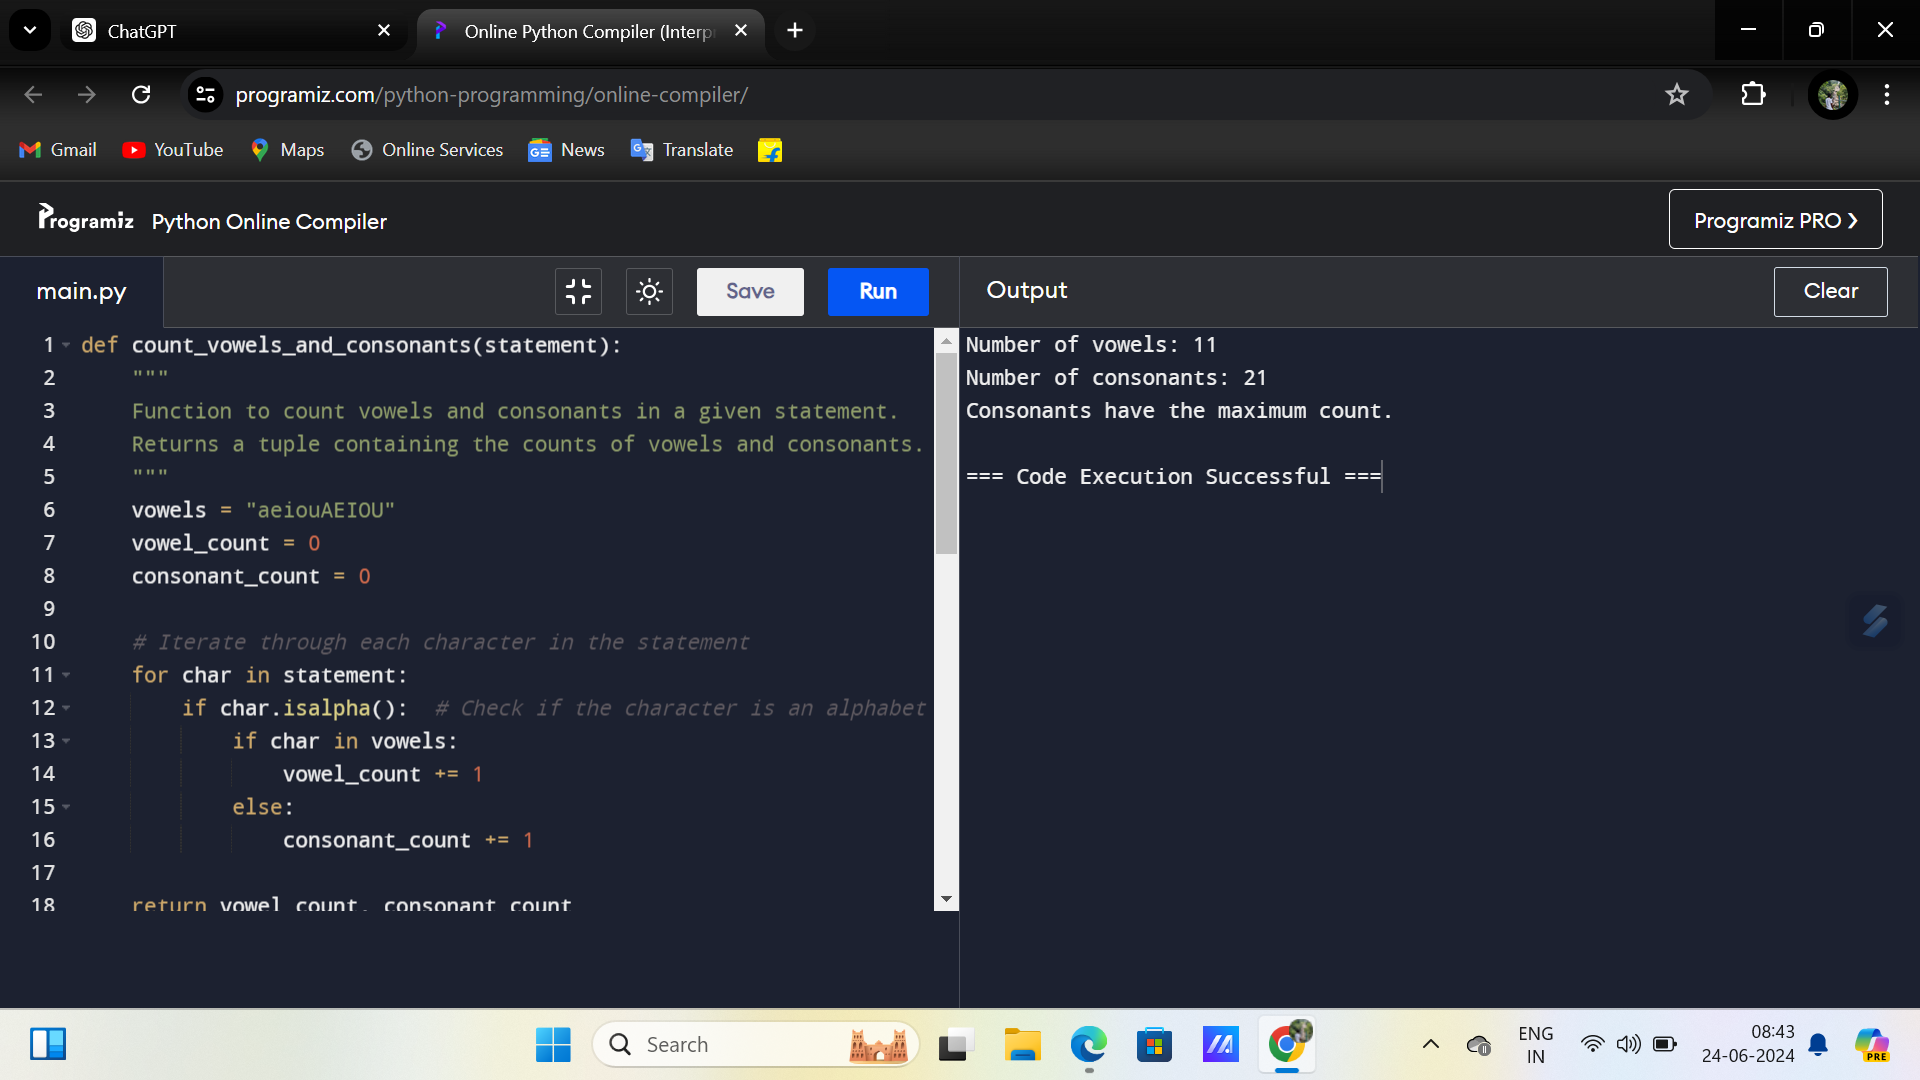 ChatGPT
Online Python Compiler (Interp
programiz.com/python-programming/online-compiler/
Gmail YouTube Maps Online Services News Translate
Programiz Python Online Compiler Programiz PRO ❯
main.py Save Run Output Clear
1 def count_vowels_and_consonants(statement):
2 """
3 Function to count vowels and consonants in a given statement.
4 Returns a tuple containing the counts of vowels and consonants.
5 """
6 vowels = "aeiouAEIOU"
7 vowel_count = 0
8 consonant_count = 0
9
10 # Iterate through each character in the statement
11 for char in statement:
12 if char.isalpha(): # Check if the character is an alphabet
13 if char in vowels:
14 vowel_count += 1
15 else:
16 consonant_count += 1
17
18 return vowel_count, consonant_count
Number of vowels: 11
Number of consonants: 21
Consonants have the maximum count.
=== Code Execution Successful ===
Search
ENG
IN
08:43
24-06-2024
PRE